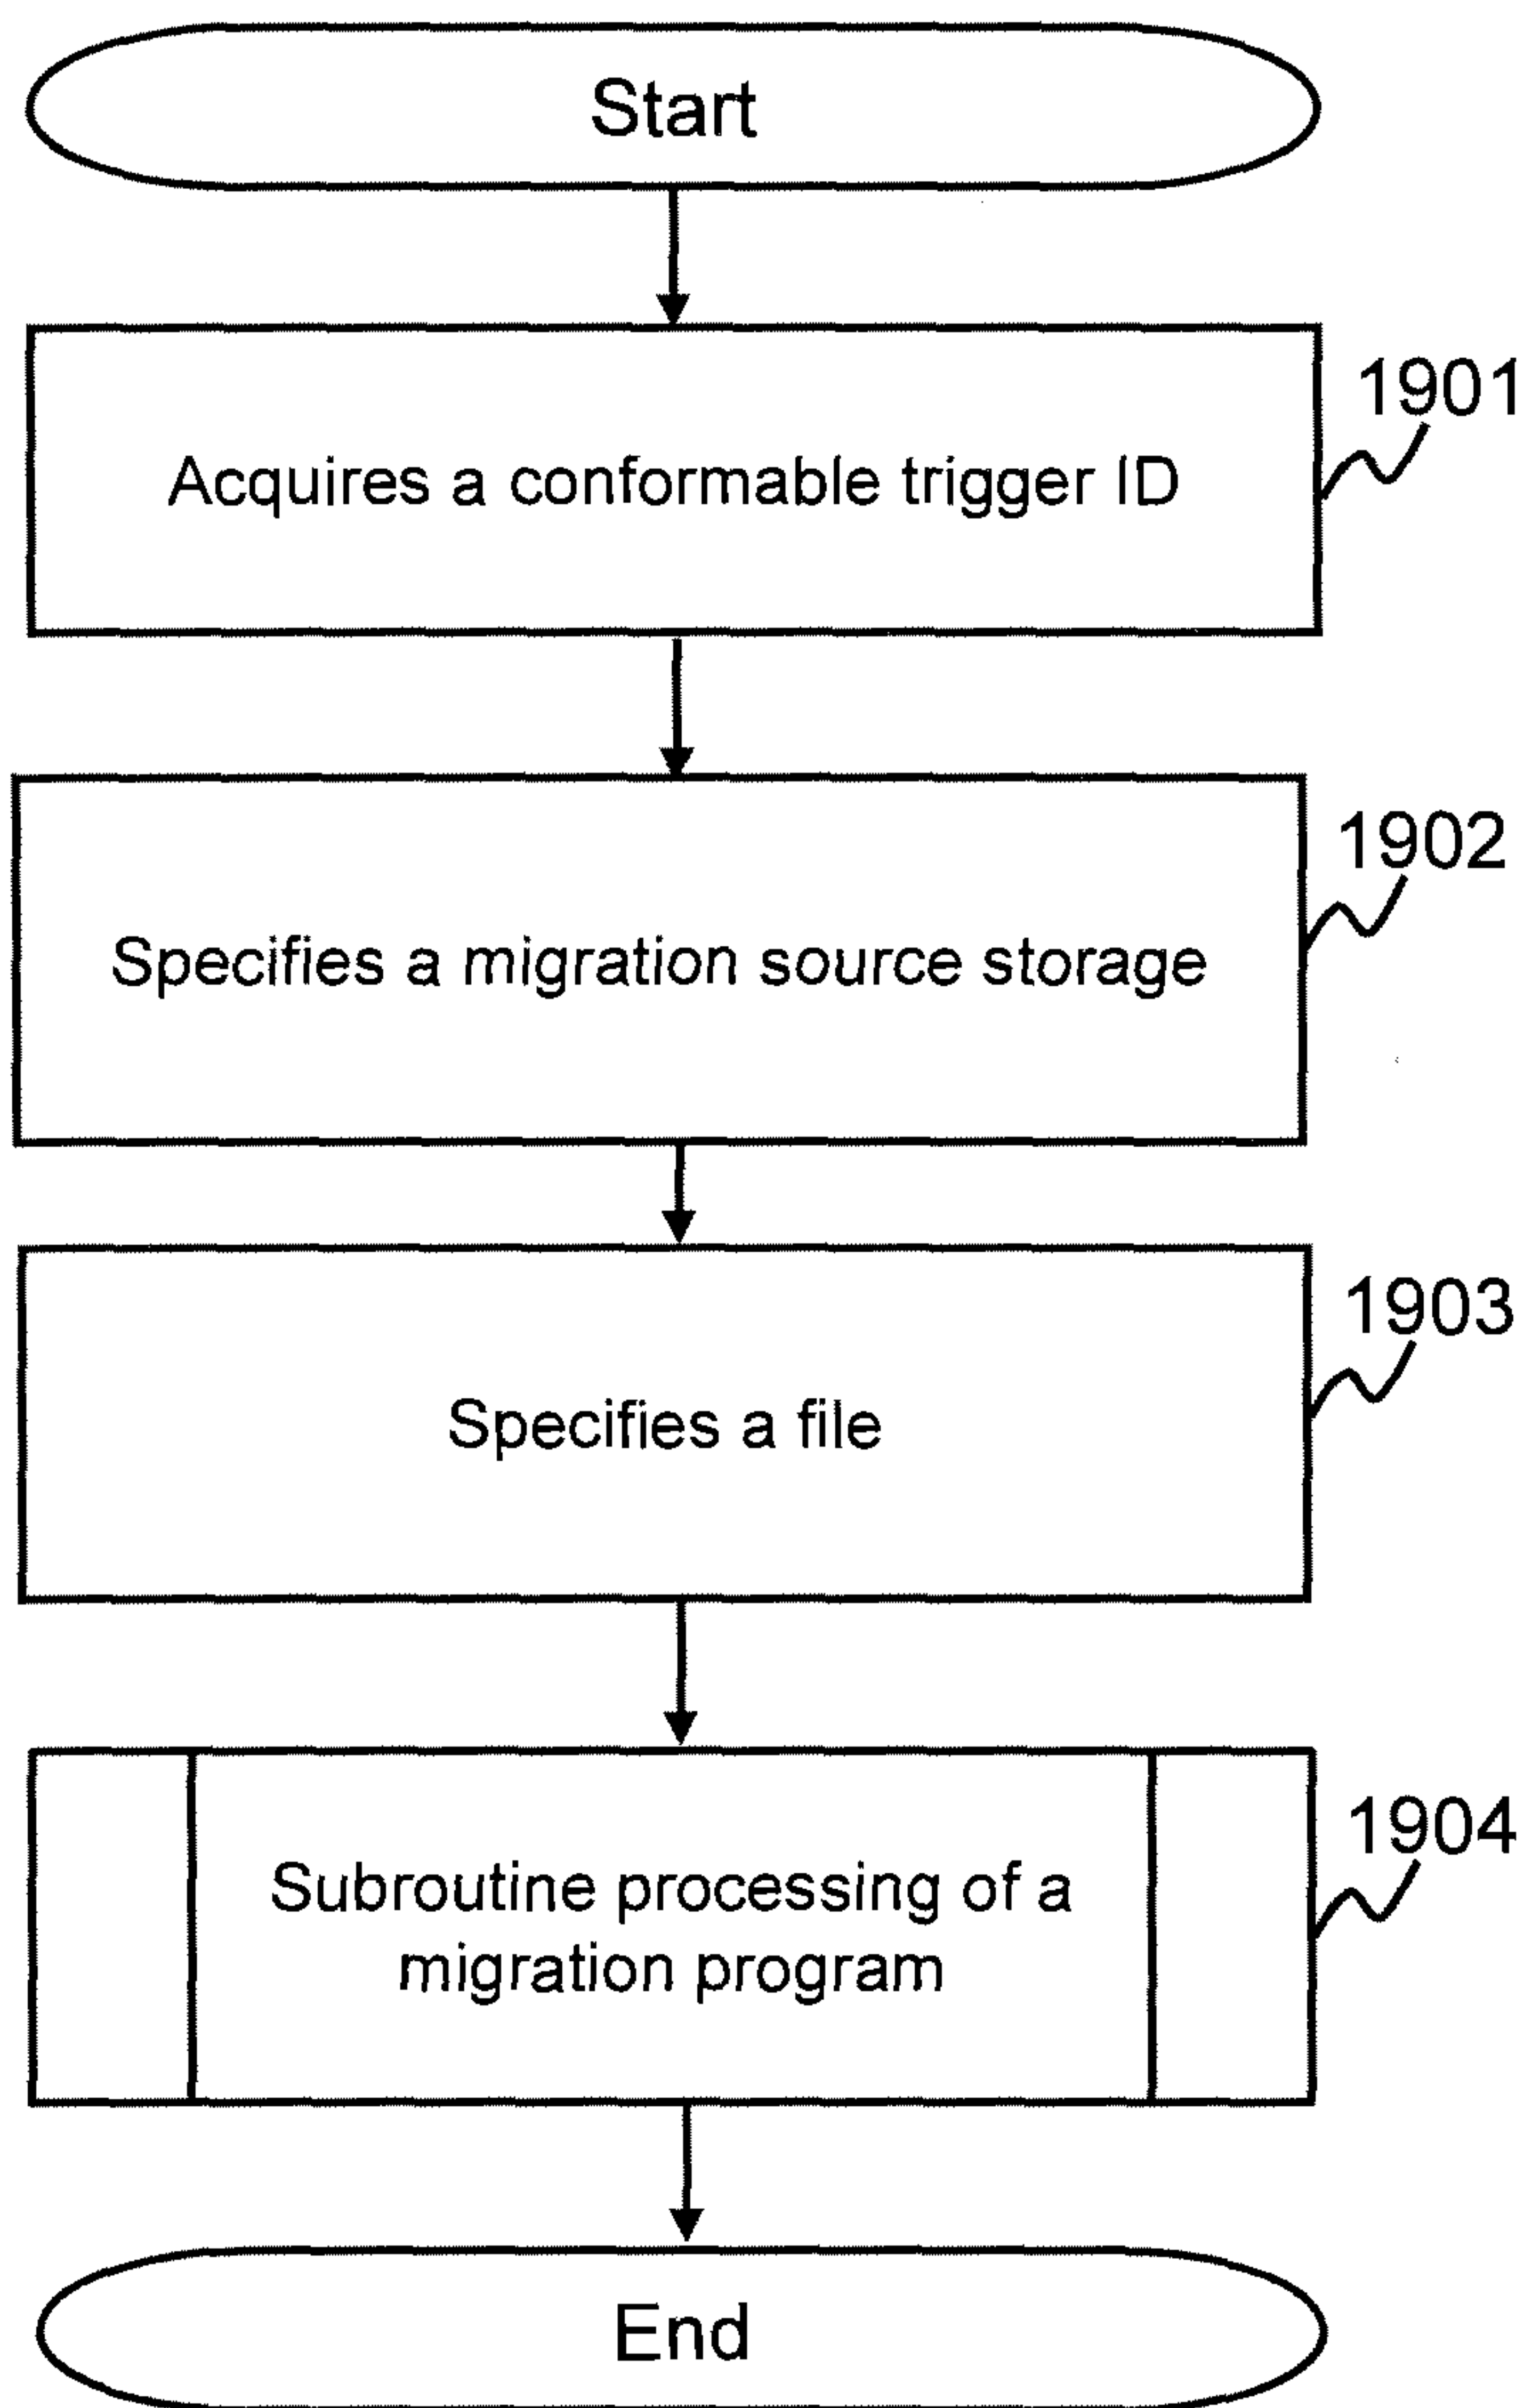 Start
1901
Acquires a conformable trigger ID
1902
Specifies a migration source storage
1903
Specifies a file
1904
Subroutine processing of a
migration program
End